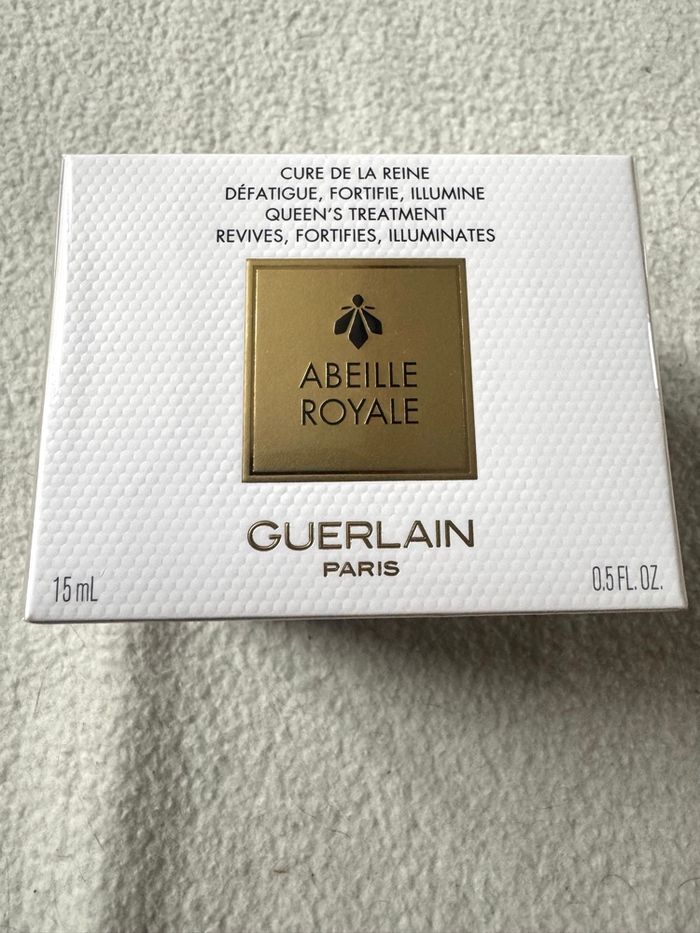 CURE DE LA REINE
DÉFATIGUE, FORTIFIE, ILLUMINE
QUEEN'S TREATMENT
REVIVES, FORTIFIES, ILLUMINATES
ABEILLE
ROYALE
GUERLAIN
PARIS
15 mL
0.5 FL. OZ.